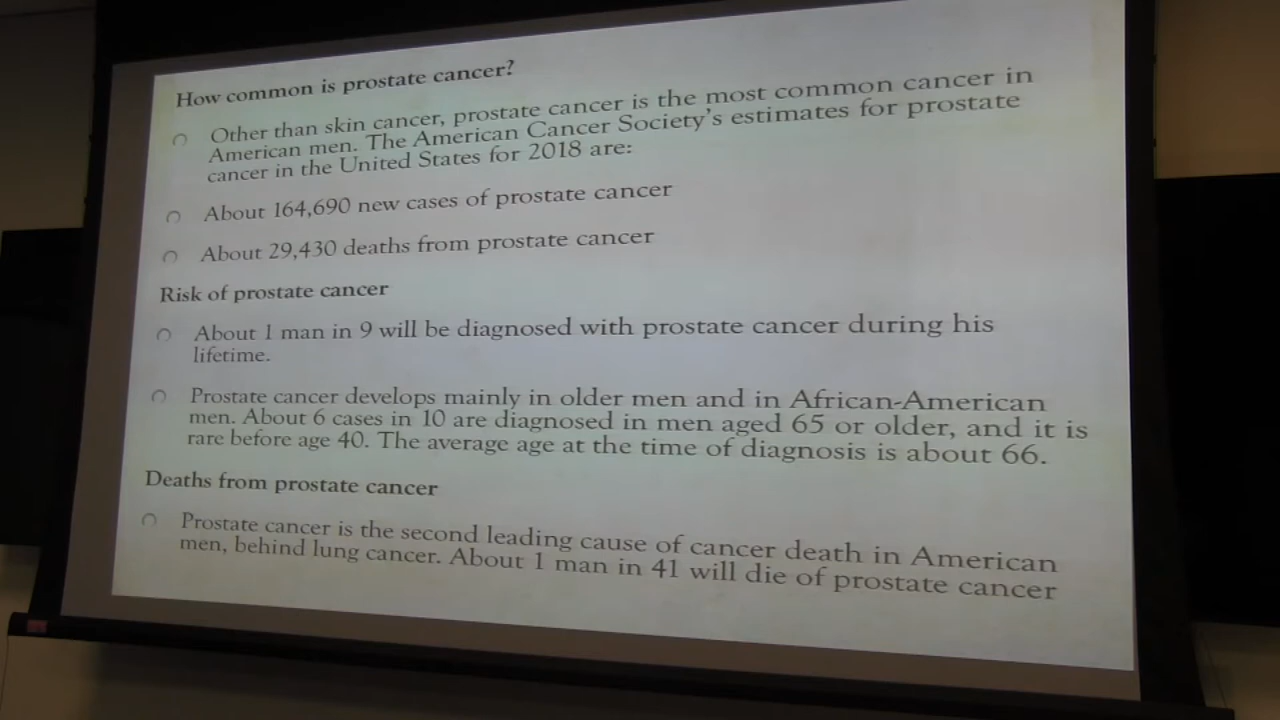 How common is prostate cancer?
Other than skin cancer, prostate cancer is the most common cancer in
American men. The American Cancer Society's estimates for prostate
cancer in the United States for 2018 are:
About 164,690 new cases of prostate cancer
About 29,430 deaths from prostate cancer
Risk of prostate cancer
About 1 man in 9 will be diagnosed with prostate cancer during his
lifetime.
Prostate cancer develops mainly in older men and in African-American
men. About 6 cases in 10 are diagnosed in men aged 65 or older, and it is
rare before age 40. The average age at the time of diagnosis is about 66.
Deaths from prostate cancer
Prostate cancer is the second leading cause of cancer death in American
men, behind lung cancer. About 1 man in 41 will die of prostate cancer